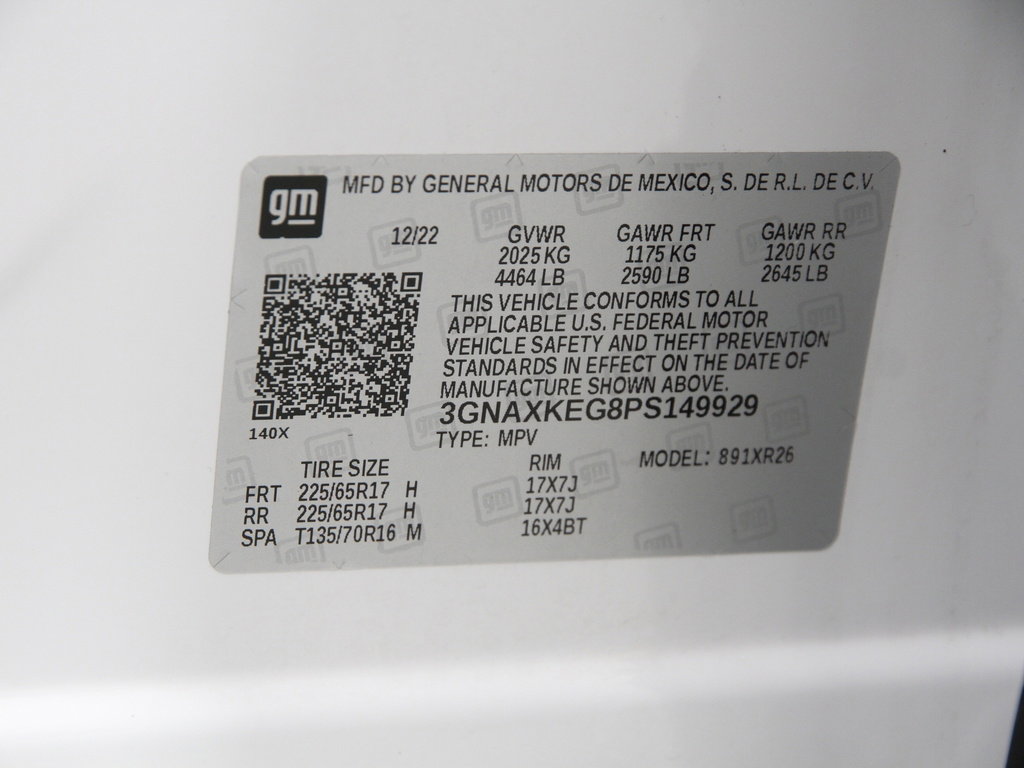 gm
MFD BY GENERAL MOTORS DE MEXICO, S. DE R.L. DE C.V.
12/22 GVWR GAWR FRT GAWR RR
2025 KG 1175 KG 1200 KG
4464 LB 2590 LB 2645 LB
THIS VEHICLE CONFORMS TO ALL
APPLICABLE U.S. FEDERAL MOTOR
VEHICLE SAFETY AND THEFT PREVENTION
STANDARDS IN EFFECT ON THE DATE OF
MANUFACTURE SHOWN ABOVE.
3GNAXKEG8PS149929
140X
TYPE: MPV
MODEL: 891XR26
TIRE SIZE RIM
FRT 225/65R17 H 17X7J
RR 225/65R17 H 17X7J
SPA T135/70R16 M 16X4BT